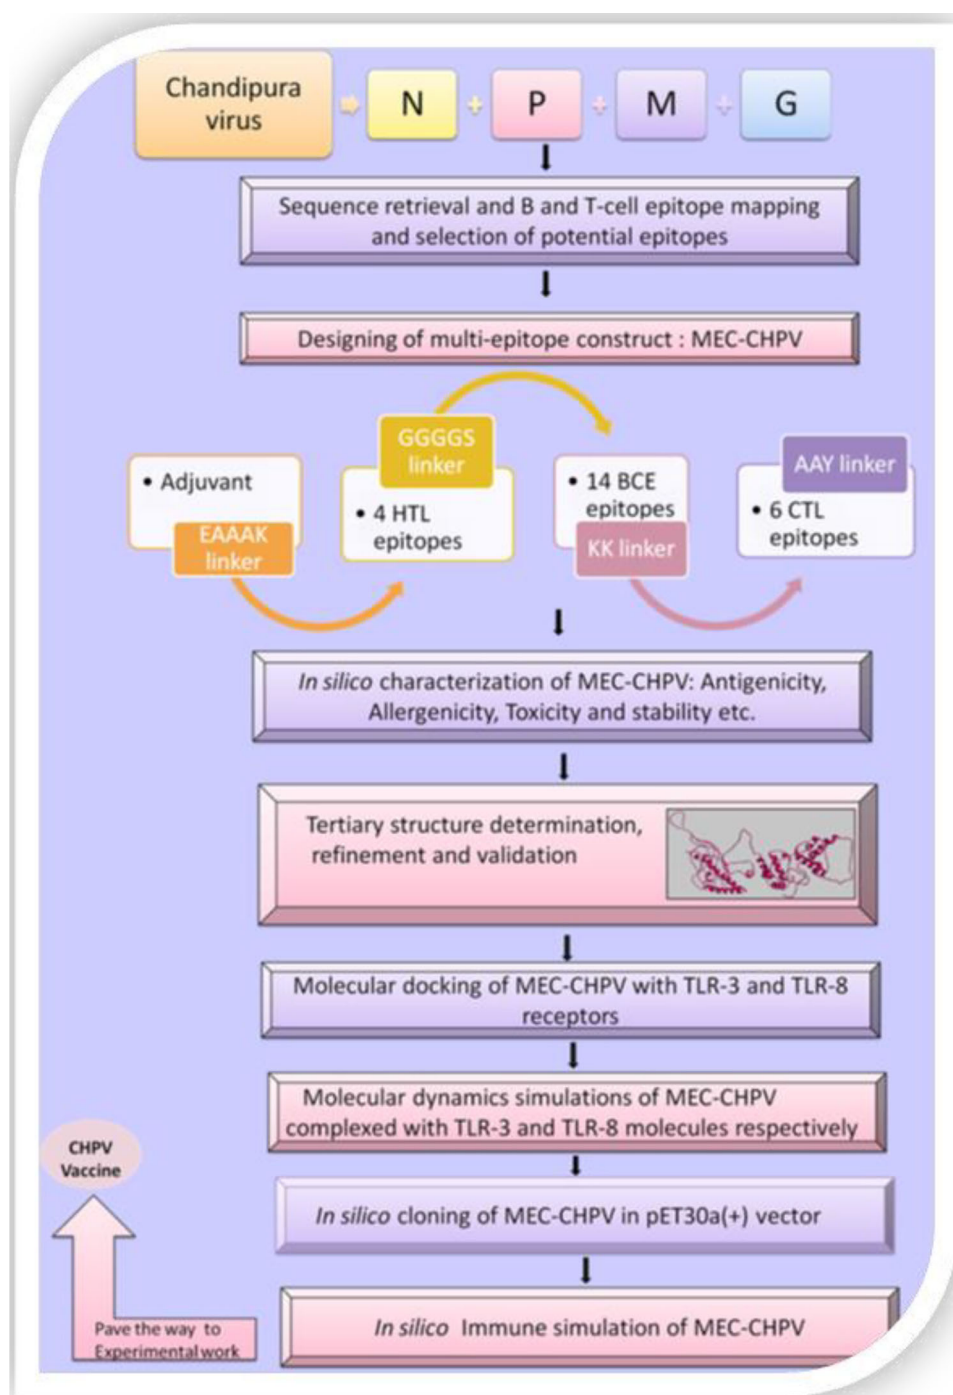 Chandipura
virus
N + P + M + G
Sequence retrieval and B and T-cell epitope mapping
and selection of potential epitopes
Designing of multi-epitope construct : MEC-CHPV
• Adjuvant
EAAAK
linker
GGGGS
linker
• 4 HTL
epitopes
• 14 BCE
epitopes
KK linker
AAY linker
• 6 CTL
epitopes
In silico characterization of MEC-CHPV: Antigenicity,
Allergenicity, Toxicity and stability etc.
Tertiary structure determination,
refinement and validation
Molecular docking of MEC-CHPV with TLR-3 and TLR-8
receptors
Molecular dynamics simulations of MEC-CHPV
complexed with TLR-3 and TLR-8 molecules respectively
In silico cloning of MEC-CHPV in pET30a(+) vector
In silico Immune simulation of MEC-CHPV
Pave the way to
Experimental work
CHPV
Vaccine